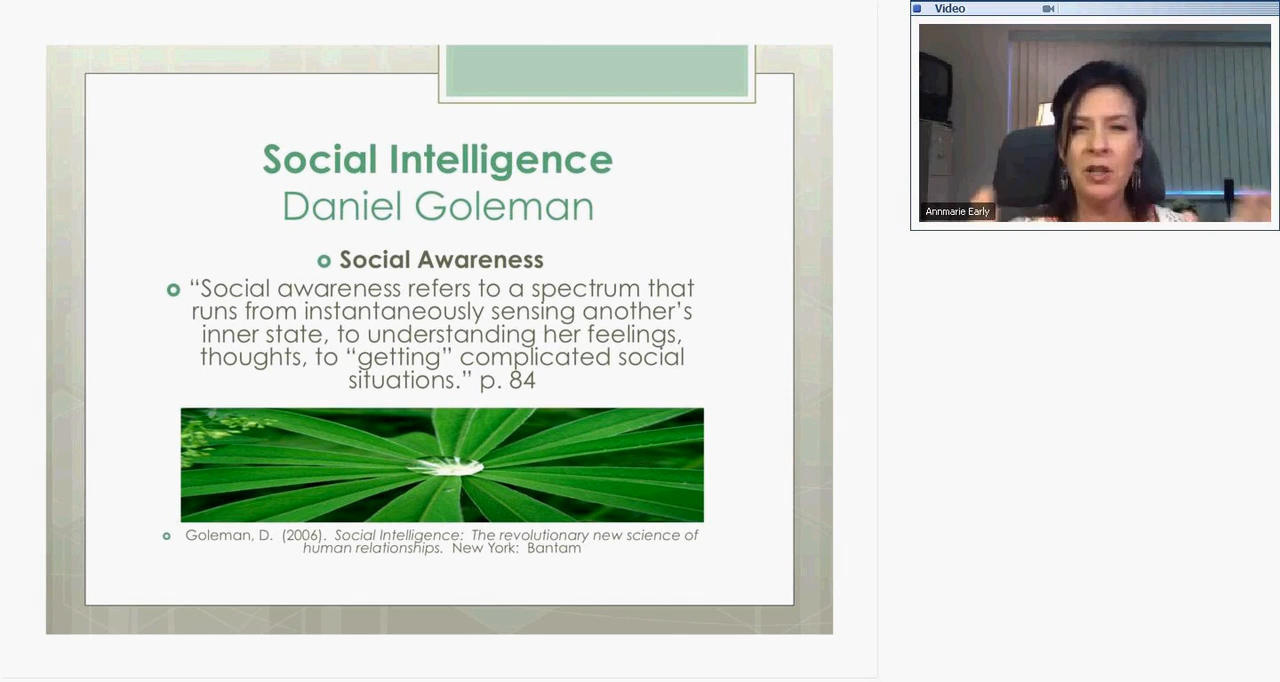 Social Intelligence
Daniel Goleman
Social Awareness
“Social awareness refers to a spectrum that
runs from instantaneously sensing another’s
inner state, to understanding her feelings,
thoughts, to “getting” complicated social
situations.” p. 84
Goleman, D. (2006). Social Intelligence: The revolutionary new science of
human relationships. New York: Bantam
Video
Annmarie Early